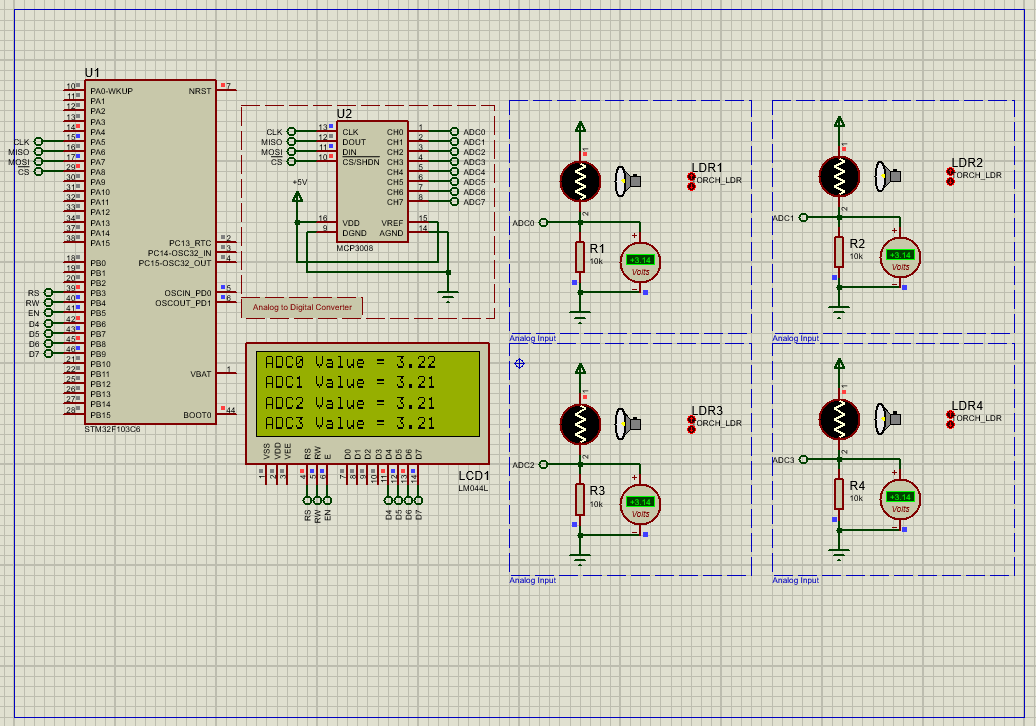 U1
10 PA0-WKUP NRST 7
11 PA1
12 PA2
13 PA3
14 PA4
CLK 15 PA5
MISO 16 PA6
MOSI 17 PA7
CS 29 PA8
30 PA9
31 PA10
32 PA11
33 PA12
34 PA13
37 PA14
38 PA15
PC13_RTC 2
PC14-OSC32_IN 3
PC15-OSC32_OUT 4
18 PB0
19 PB1
20 PB2
RS 39 PB3 OSCIN_PD0 5
RW 40 PB4 OSCOUT_PD1 6
EN 41 PB5
D4 42 PB6
D5 43 PB7
D6 45 PB8
D7 46 PB9
21 PB10
22 PB11 VBAT 1
25 PB12
26 PB13
27 PB14
28 PB15 BOOT0 44
STM32F103C6
U2
CLK 13 CLK CH0 1 ADC0
MISO 12 DOUT CH1 2 ADC1
MOSI 11 DIN CH2 3 ADC2
CS 10 CS/SHDN CH3 4 ADC3
CH4 5 ADC4
CH5 6 ADC5
CH6 7 ADC6
CH7 8 ADC7
+5V
16 VDD VREF 15
9 DGND AGND 14
MCP3008
Analog to Digital Converter
ADC0 Value = 3.22
ADC1 Value = 3.21
ADC2 Value = 3.21
ADC3 Value = 3.21
VSS VDD VEE RS RW E D0 D1 D2 D3 D4 D5 D6 D7
1 2 3 4 5 6 7 8 9 10 11 12 13 14
LCD1
LM044L
RS RW EN D4 D5 D6 D7
1
LDR1
TORCH_LDR
2
ADC0
R1
10k
+3.14
Volts
Analog Input
1
LDR2
TORCH_LDR
2
ADC1
R2
10k
+3.14
Volts
Analog Input
1
LDR3
TORCH_LDR
2
ADC2
R3
10k
+3.14
Volts
Analog Input
1
LDR4
TORCH_LDR
2
ADC3
R4
10k
+3.14
Volts
Analog Input